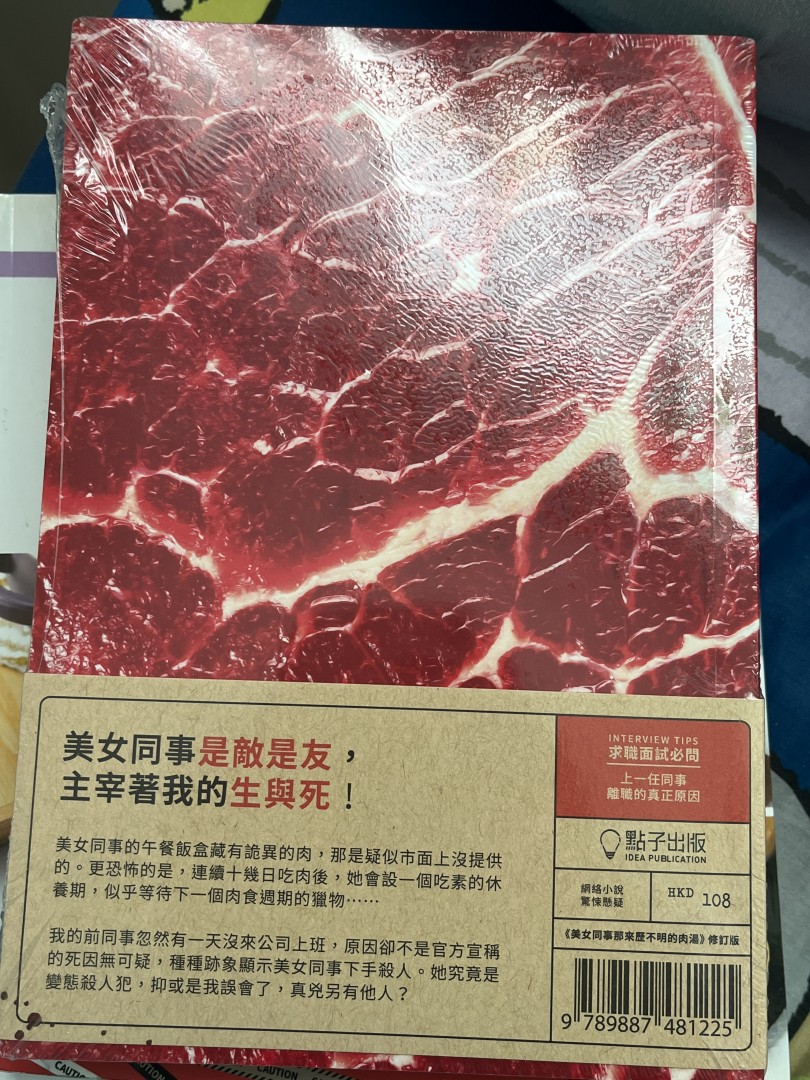 美女同事是敵是友，
主宰著我的生與死！
美女同事的午餐飯盒藏有詭異的肉，那是疑似市面上沒提供
的。更恐怖的是，連續十幾日吃肉後，她會設一個吃素的休
養期，似乎等待下一個肉食週期的獵物……
我的前同事忽然有一天沒來公司上班，原因卻不是官方宣稱
的死因無可疑，種種跡象顯示美女同事下手殺人。她究竟是
變態殺人犯，抑或是我誤會了，真兇另有他人？
INTERVIEW TIPS
求職面試必問
上一任同事
離職的真正原因
點子出版
IDEA PUBLICATION
網絡小說
驚悚懸疑
HKD 108
《美女同事那來歷不明的肉湯》修訂版
9 789887 481225
CAUTION